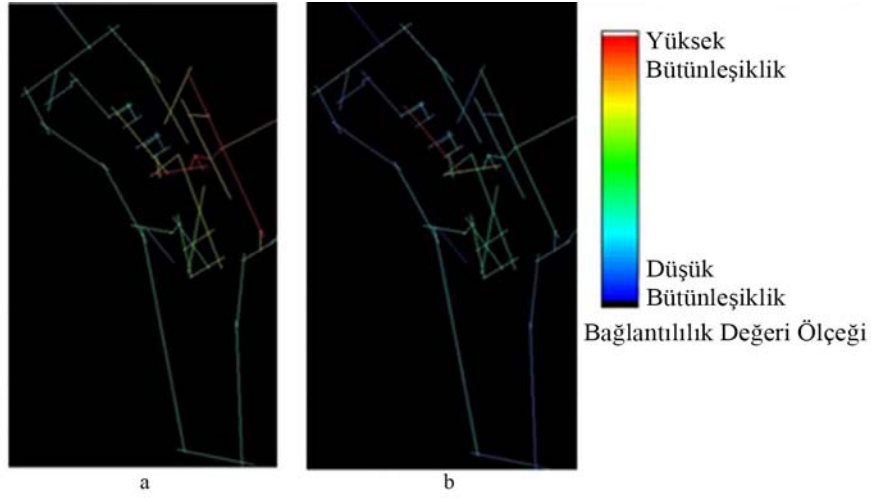 Yüksek
Bütünleşiklik
Düşük
Bütünleşiklik
Bağlantılılık Değeri Ölçeği
a
b